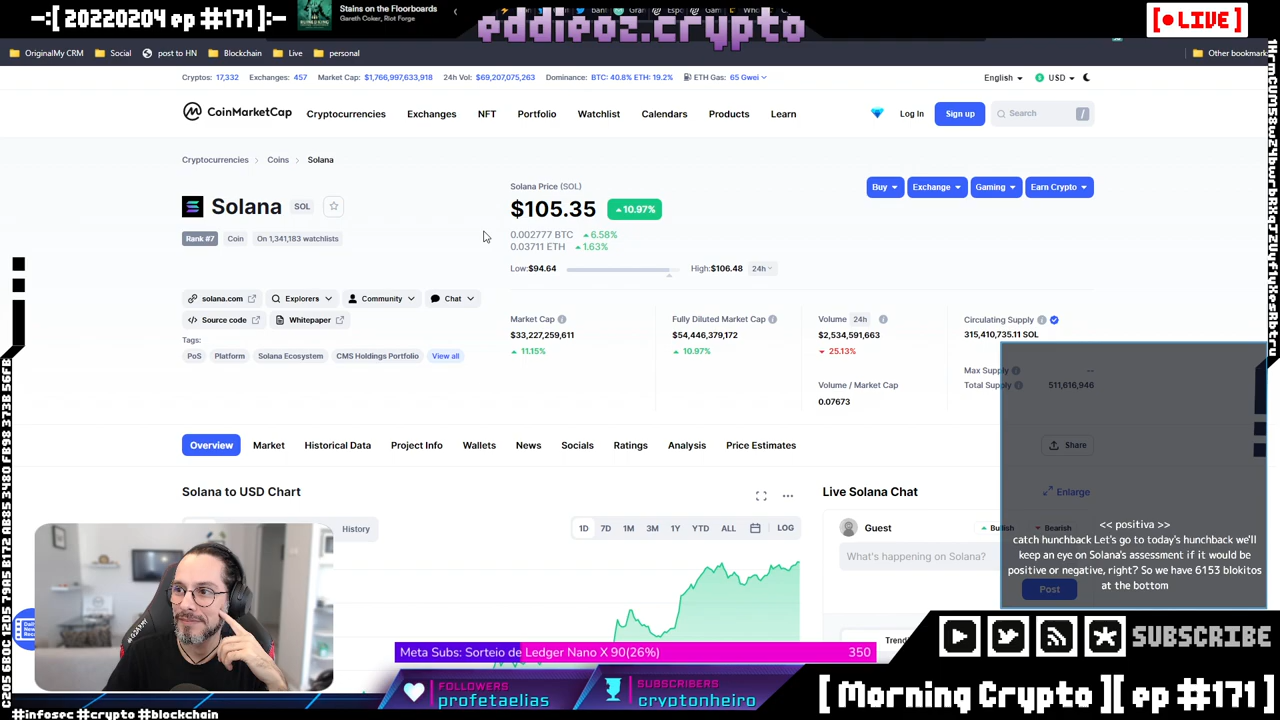 —[ 20220204 ep #171]:—
Stains on the Floorboards
Gareth Coker, Riot Forge
eddieoz.crypto
[● LIVE]
OriginalMy CRM
Social
post to HN
Blockchain
Live
personal
Other bookmark
Cryptos: 17,332 Exchanges: 457 Market Cap: $1,766,997,633,918 24h Vol: $69,207,075,263 Dominance: BTC: 40.8% ETH: 19.2% ETH Gas: 65 Gwei
English USD
CoinMarketCap
Cryptocurrencies Exchanges NFT Portfolio Watchlist Calendars Products Learn
Log In Sign up Search /
Cryptocurrencies > Coins > Solana
Solana SOL
Rank #7 Coin On 1,341,183 watchlists
Solana Price (SOL)
$105.35 10.97%
0.002777 BTC 6.58%
0.03711 ETH 1.63%
Low: $94.64 High: $106.48 24h
Buy Exchange Gaming Earn Crypto
solana.com Explorers Community Chat
Source code Whitepaper
Tags:
PoS Platform Solana Ecosystem CMS Holdings Portfolio View all
Market Cap
$33,227,259,611
11.15%
Fully Diluted Market Cap
$54,446,379,172
10.97%
Volume 24h
$2,534,591,663
25.13%
Volume / Market Cap
0.07673
Circulating Supply
315,410,735.11 SOL
Max Supply --
Total Supply 511,616,946
Overview Market Historical Data Project Info Wallets News Socials Ratings Analysis Price Estimates
Share
Solana to USD Chart
History
1D 7D 1M 3M 1Y YTD ALL LOG
Live Solana Chat
Enlarge
Guest
Bullish Bearish
What's happening on Solana?
Post
<< positiva >>
catch hunchback Let's go to today's hunchback we'll
keep an eye on Solana's assessment if it would be
positive or negative, right? So we have 6153 blokitos
at the bottom
Meta Subs: Sorteio de Ledger Nano X 90(26%) 350
FOLLOWERS
profetaelias
SUBSCRIBERS
cryptonheiro
SUBSCRIBE
[ Morning Crypto ][ ep #171 ]
#infosec #crypto #blockchain